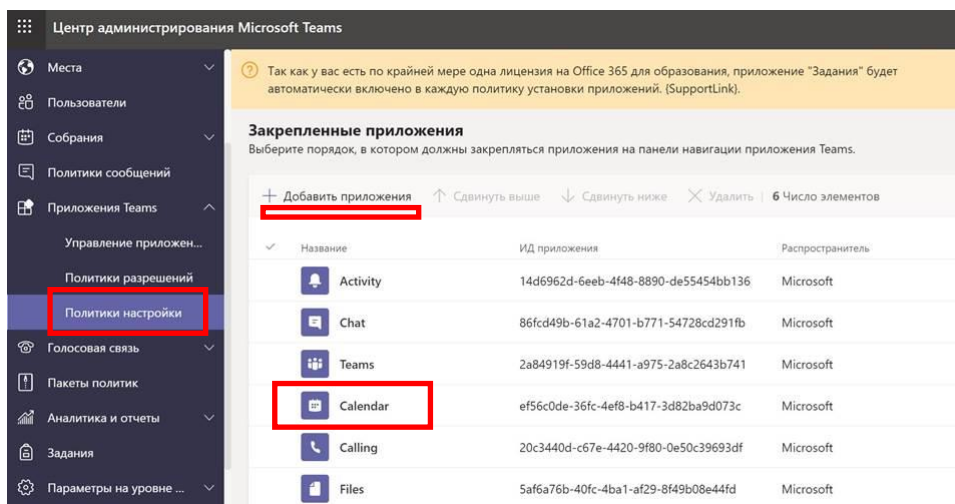 Центр администрирования Microsoft Teams
Места
Пользователи
Собрания
Политики сообщений
Приложения Teams
Управление приложен...
Политики разрешений
Политики настройки
Голосовая связь
Пакеты политик
Аналитика и отчеты
Задания
Параметры на уровне ...
Так как у вас есть по крайней мере одна лицензия на Office 365 для образования, приложение "Задания" будет
автоматически включено в каждую политику установки приложений. {SupportLink}.
Закрепленные приложения
Выберите порядок, в котором должны закрепляться приложения на панели навигации приложения Teams.
Добавить приложения Сдвинуть выше Сдвинуть ниже Удалить | 6 Число элементов
Название ИД приложения Распространитель
Activity 14d6962d-6eeb-4f48-8890-de55454bb136 Microsoft
Chat 86fcd49b-61a2-4701-b771-54728cd291fb Microsoft
Teams 2a84919f-59d8-4441-a975-2a8c2643b741 Microsoft
Calendar ef56c0de-36fc-4ef8-b417-3d82ba9d073c Microsoft
Calling 20c3440d-c67e-4420-9f80-0e50c39693df Microsoft
Files 5af6a76b-40fc-4ba1-af29-8f49b08e44fd Microsoft